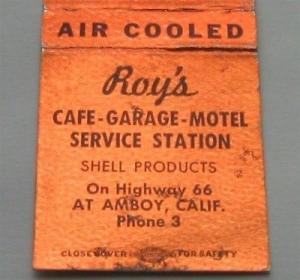 AIR COOLED
Roy's
CAFE-GARAGE-MOTEL
SERVICE STATION
SHELL PRODUCTS
On Highway 66
AT AMBOY, CALIF.
Phone 3
CLOSE COVER FOR SAFETY